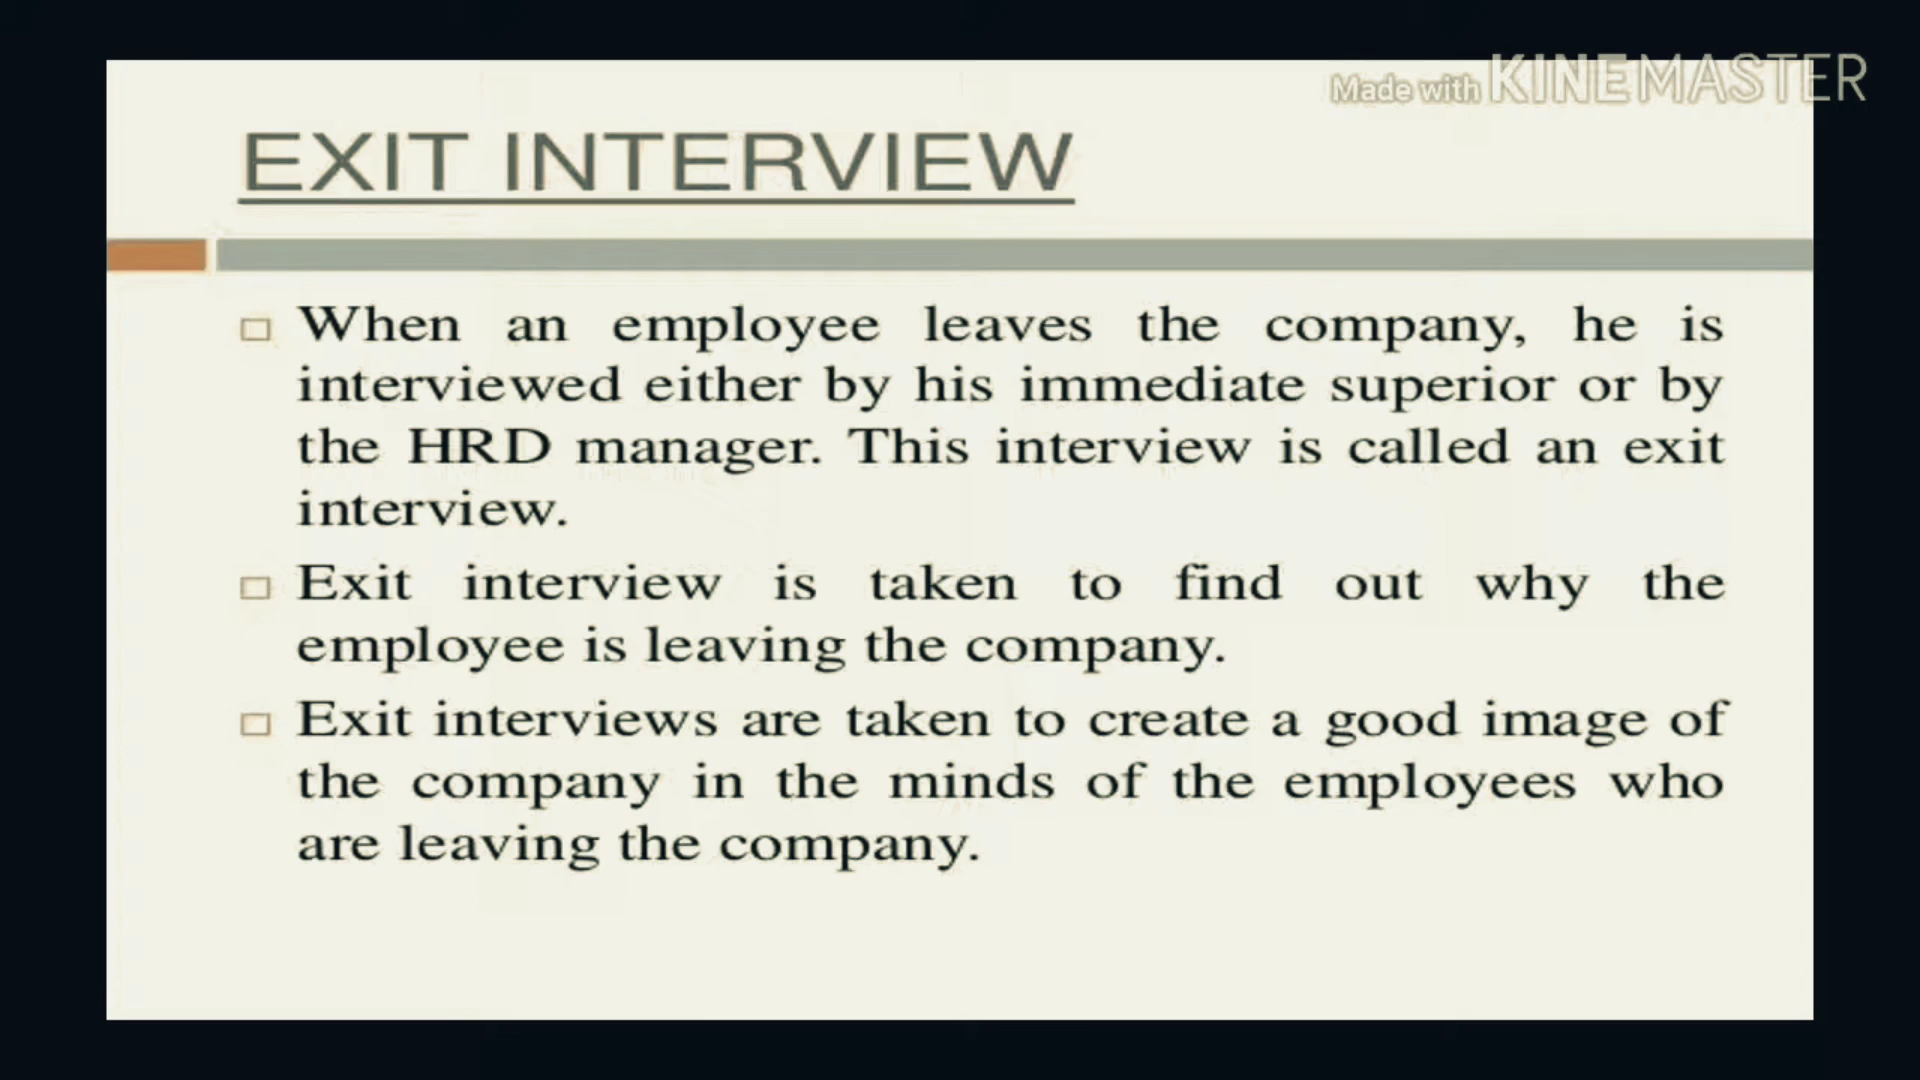 Made with KINEMASTER
EXIT INTERVIEW
When an employee leaves the company, he is
interviewed either by his immediate superior or by
the HRD manager. This interview is called an exit
interview.
Exit interview is taken to find out why the
employee is leaving the company.
Exit interviews are taken to create a good image of
the company in the minds of the employees who
are leaving the company.